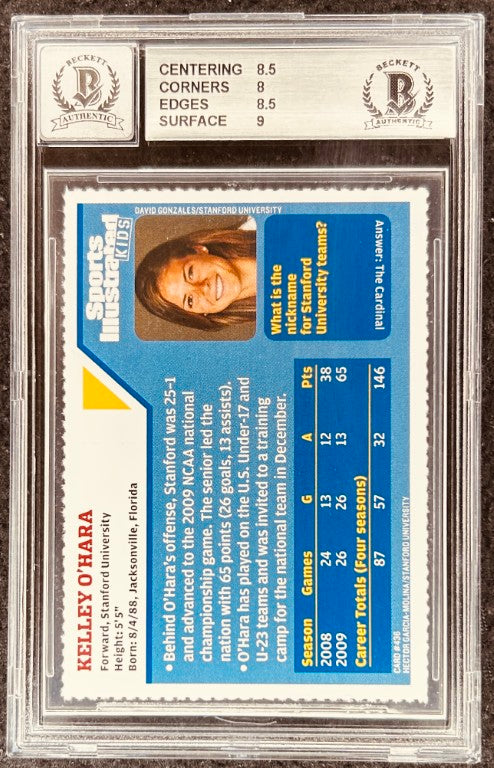 BECKETT
B
AUTHENTIC
CENTERING 8.5
CORNERS 8
EDGES 8.5
SURFACE 9
BECKETT
B
AUTHENTIC
KELLEY O'HARA
Forward, Stanford University
Height: 5'5"
Born: 8/4/88, Jacksonville, Florida
Sports
Illustrated
KIDS
• Behind O'Hara's offense, Stanford was 25–1
and advanced to the 2009 NCAA national
championship game. The senior led the
nation with 65 points (26 goals, 13 assists).
• O'Hara has played on the U.S. Under-17 and
U-23 teams and was invited to a training
camp for the national team in December.
Season Games G A Pts
2008 24 13 12 38
2009 26 26 13 65
Career Totals (Four seasons)
87 57 32 146
CARD #436
HECTOR GARCIA-MOLINA/STANFORD UNIVERSITY
DAVID GONZALES/STANFORD UNIVERSITY
What is the
nickname
for Stanford
University teams?
Answer: The Cardinal